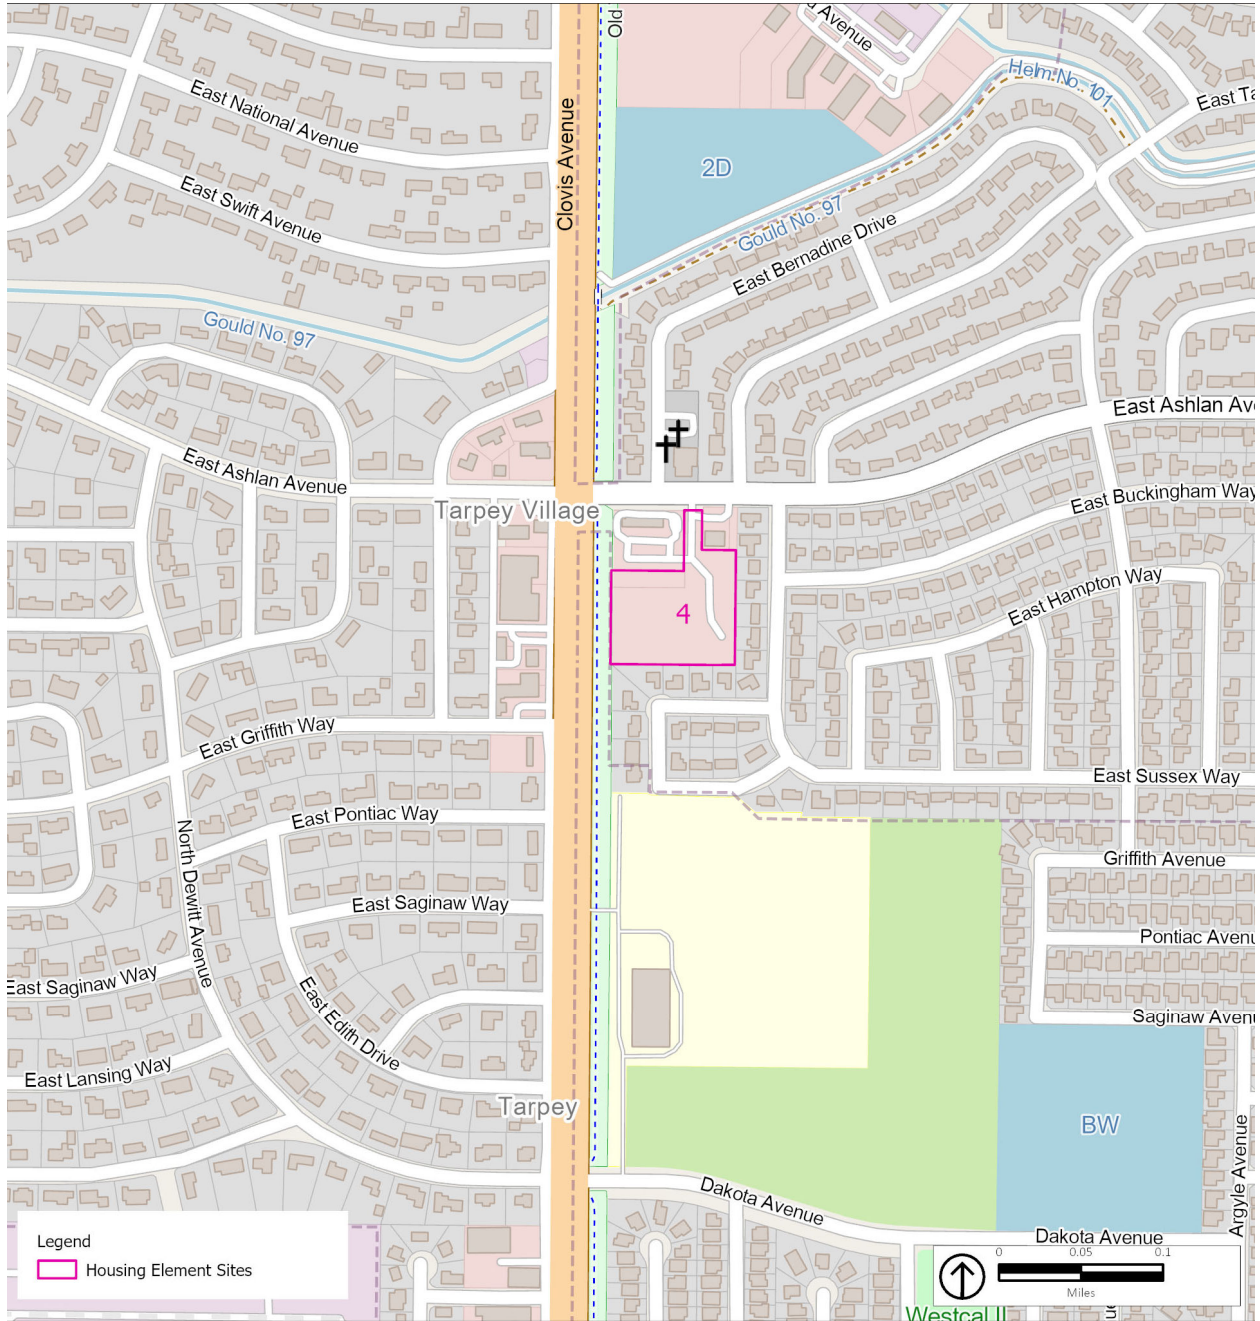 Old
Avenue
Helm No. 101
East National Avenue
Clovis Avenue
East Ta
2D
East Swift Avenue
Gould No. 97
East Bernadine Drive
Gould No. 97
East Ashlan Ave
East Ashlan Avenue
East Buckingham Way
Tarpey Village
East Hampton Way
4
East Griffith Way
East Sussex Way
East Pontiac Way
North Dewitt Avenue
Griffith Avenue
East Saginaw Way
Pontiac Avenu
East Saginaw Way
East Edith Drive
Saginaw Avenu
East Lansing Way
Tarpey
BW
Argyle Avenue
Dakota Avenue
Dakota Avenue
Legend
Housing Element Sites
0 0.05 0.1
Miles